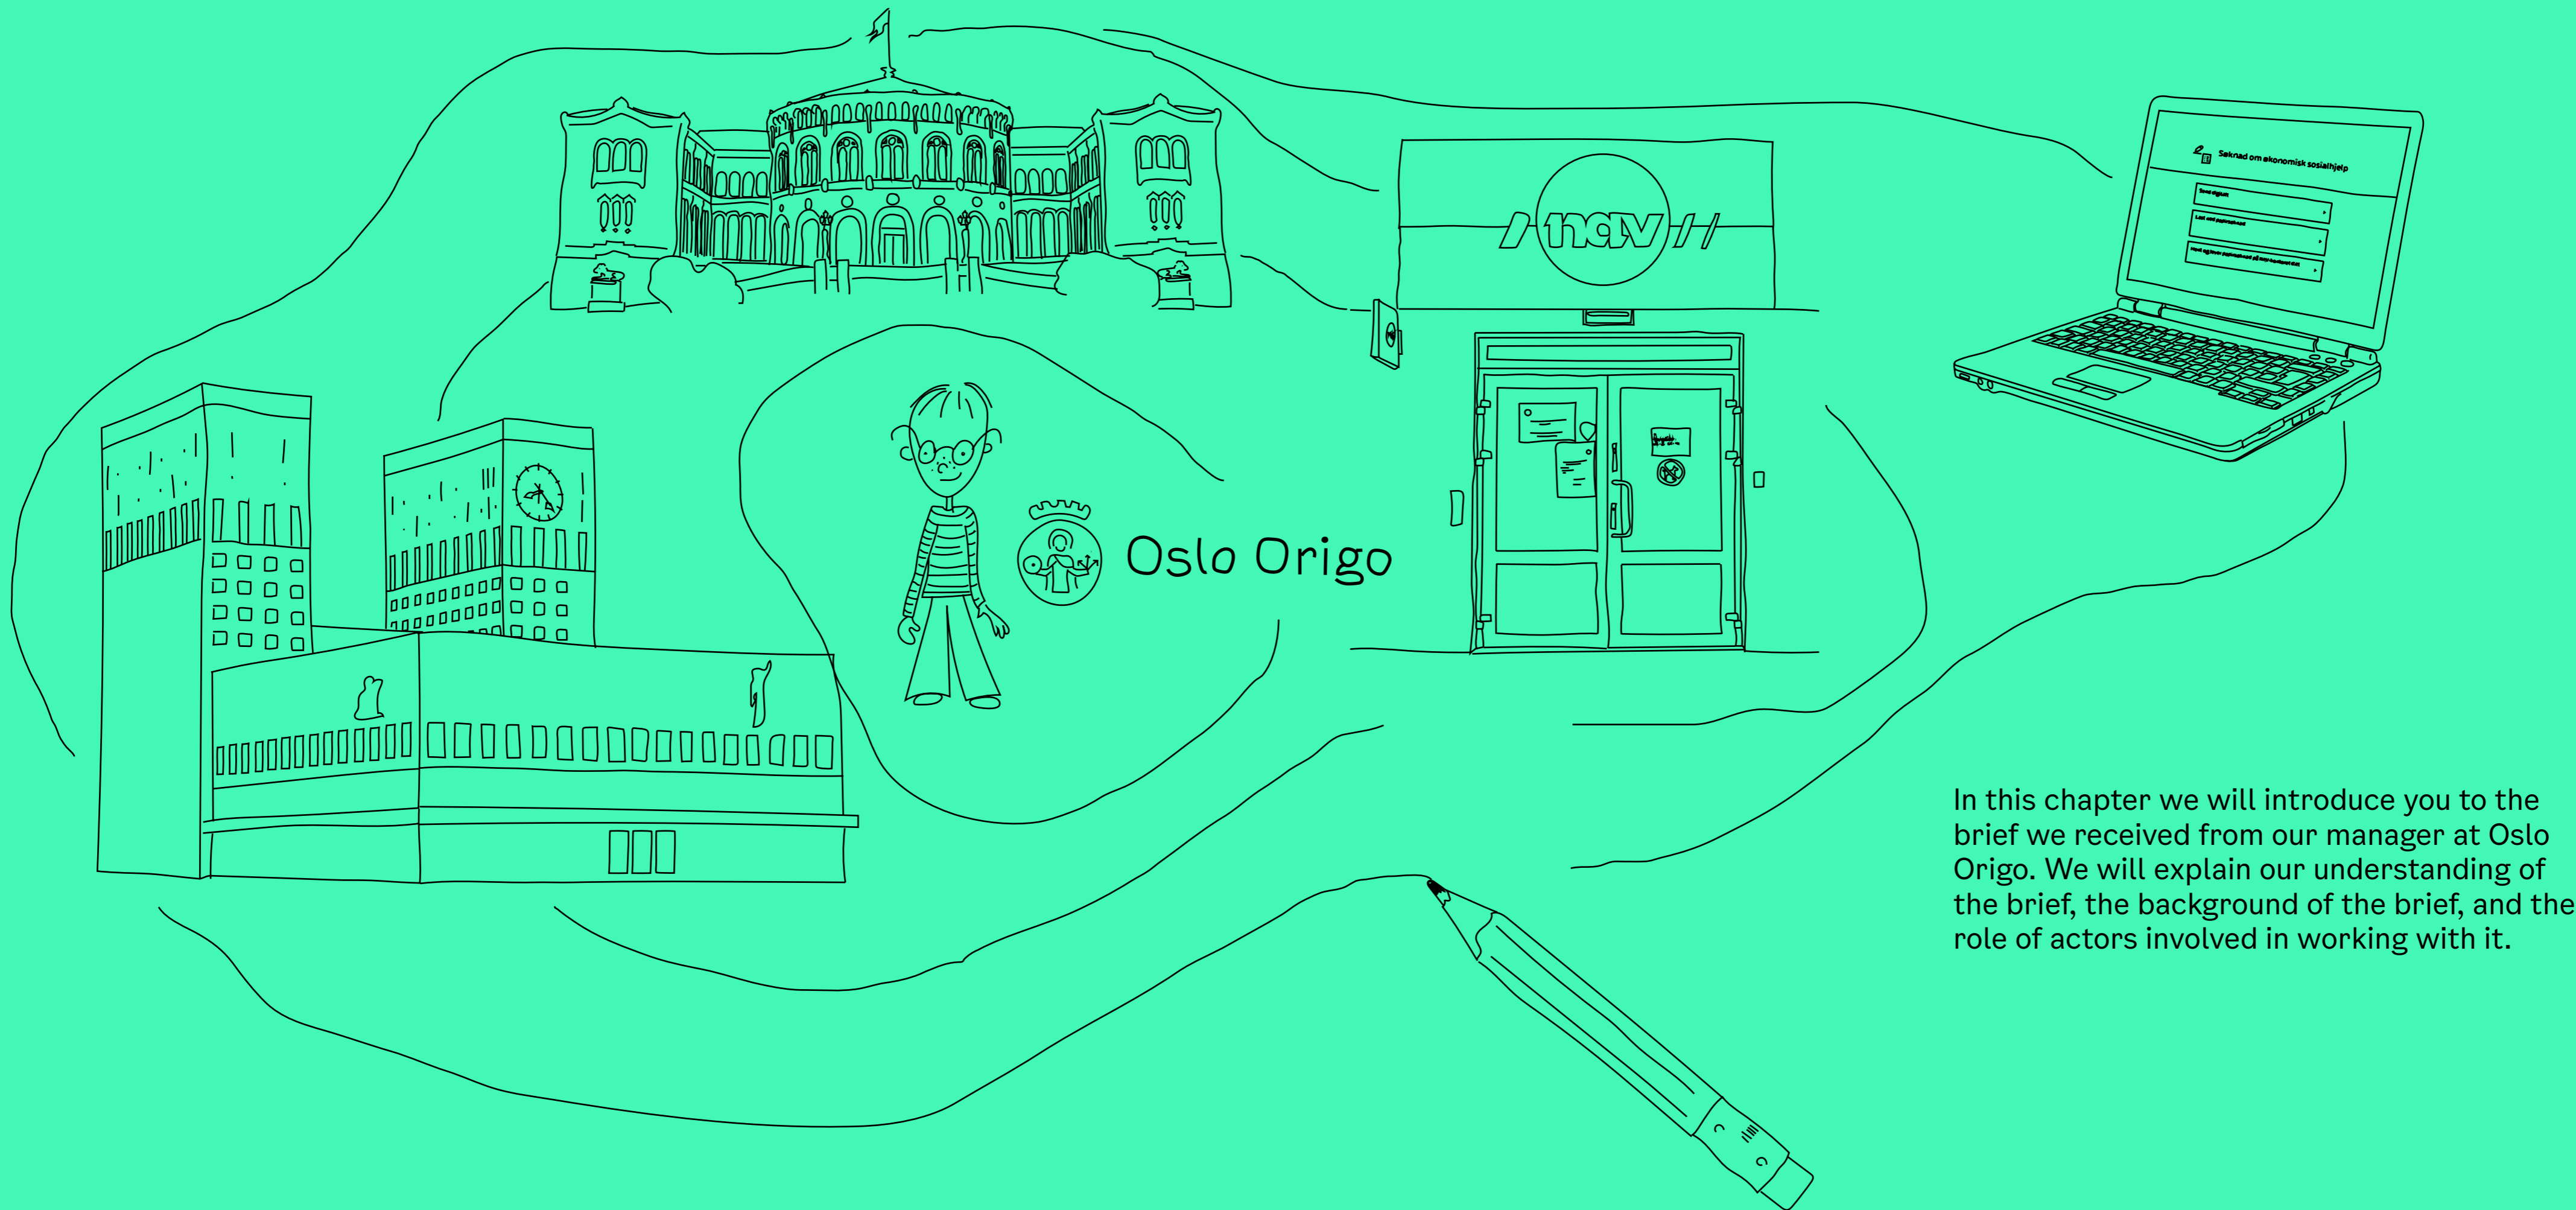 nav
Søknad om økonomisk sosialhjelp
Send digitalt
Oslo Origo
In this chapter we will introduce you to the
brief we received from our manager at Oslo
Origo. We will explain our understanding of
the brief, the background of the brief, and the
role of actors involved in working with it.